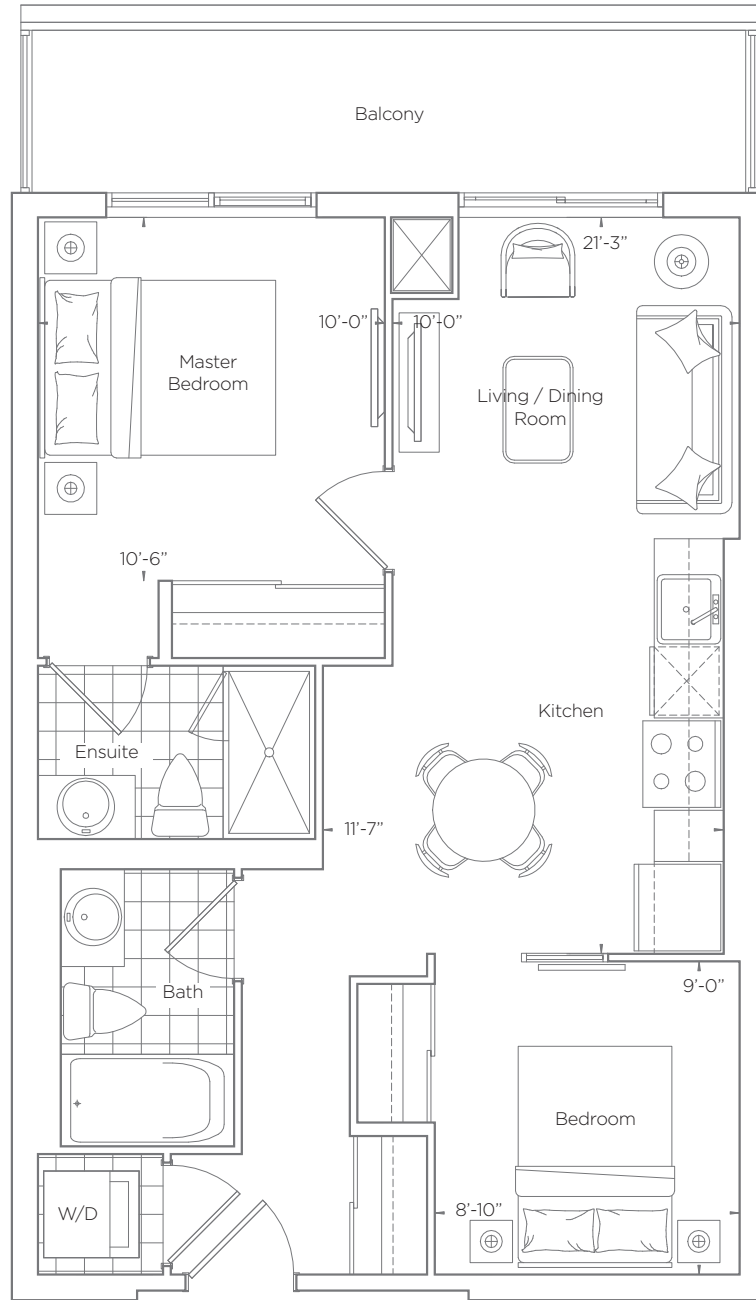 Balcony
21’-3”
10’-0”
10’-0”
Master
Bedroom
Living / Dining
Room
10’-6”
Kitchen
Ensuite
11’-7”
9’-0”
Bath
Bedroom
8’-10”
W/D